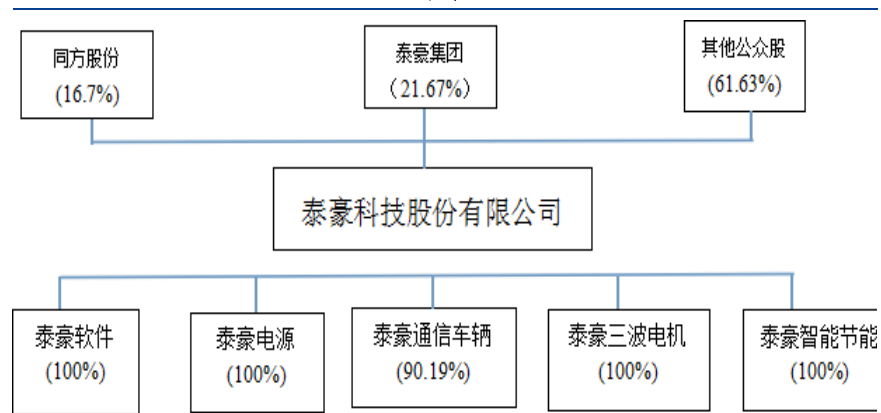 同方股份
(16.7%)
泰豪集团
（21.67%）
其他公众股
(61.63%)
泰豪科技股份有限公司
泰豪软件
(100%)
泰豪电源
(100%)
泰豪通信车辆
(90.19%)
泰豪三波电机
(100%)
泰豪智能节能
(100%)